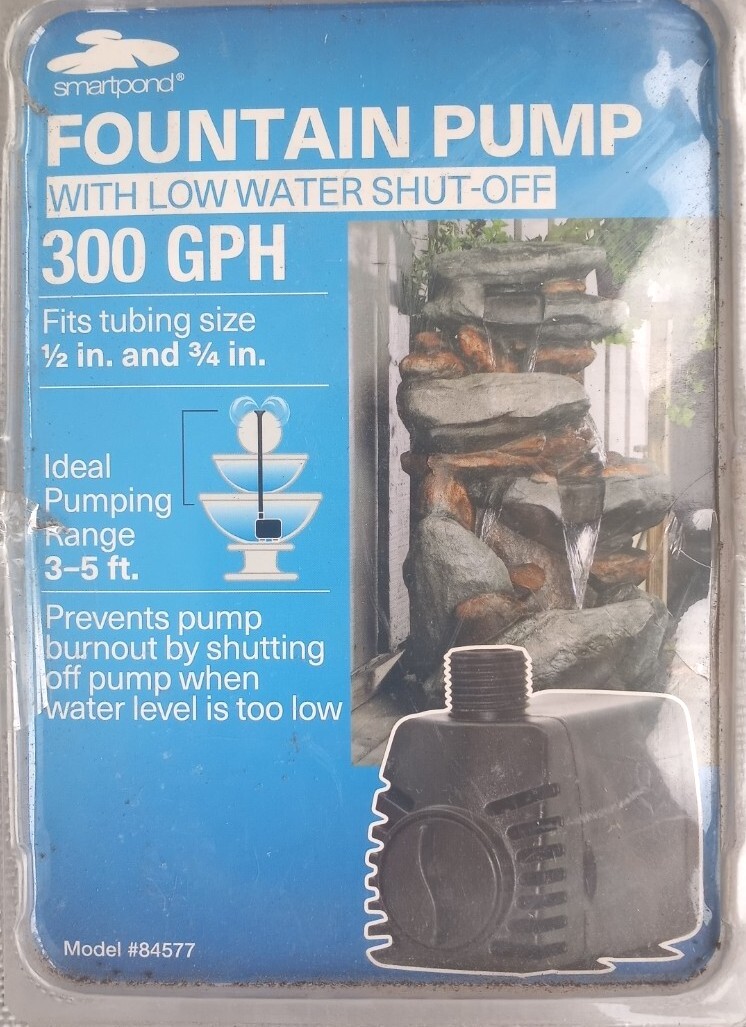 smartpond®
FOUNTAIN PUMP
WITH LOW WATER SHUT-OFF
300 GPH
Fits tubing size
½ in. and ¾ in.
Ideal
Pumping
Range
3–5 ft.
Prevents pump
burnout by shutting
off pump when
water level is too low
Model #84577